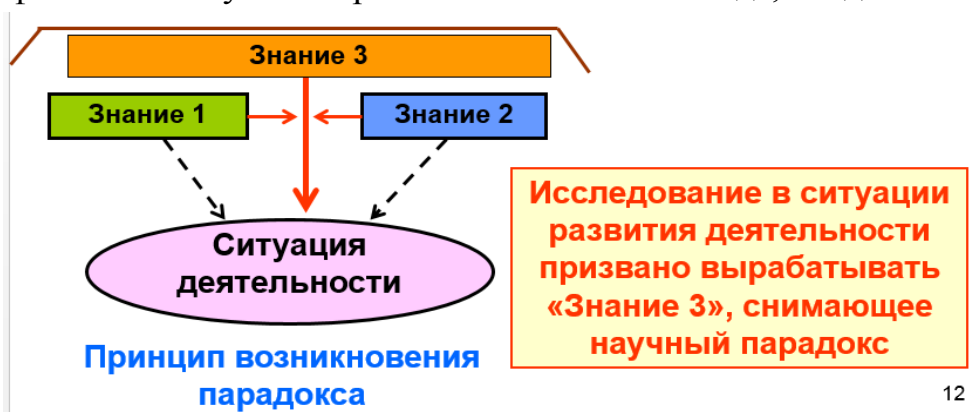 Знание 3
Знание 1
Знание 2
Ситуация
деятельности
Исследование в ситуации
развития деятельности
призвано вырабатывать
«Знание 3», снимающее
научный парадокс
Принцип возникновения
парадокса
12